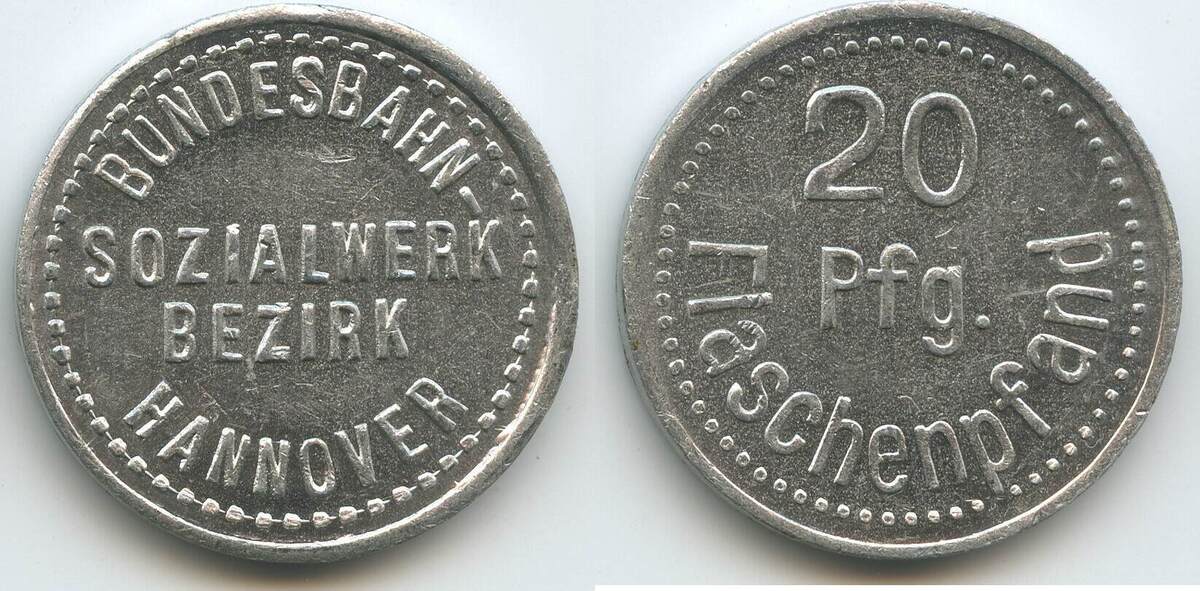 BUNDESBAHN-
SOZIALWERK
BEZIRK
HANNOVER
20
Pfg.
Flaschenpfand